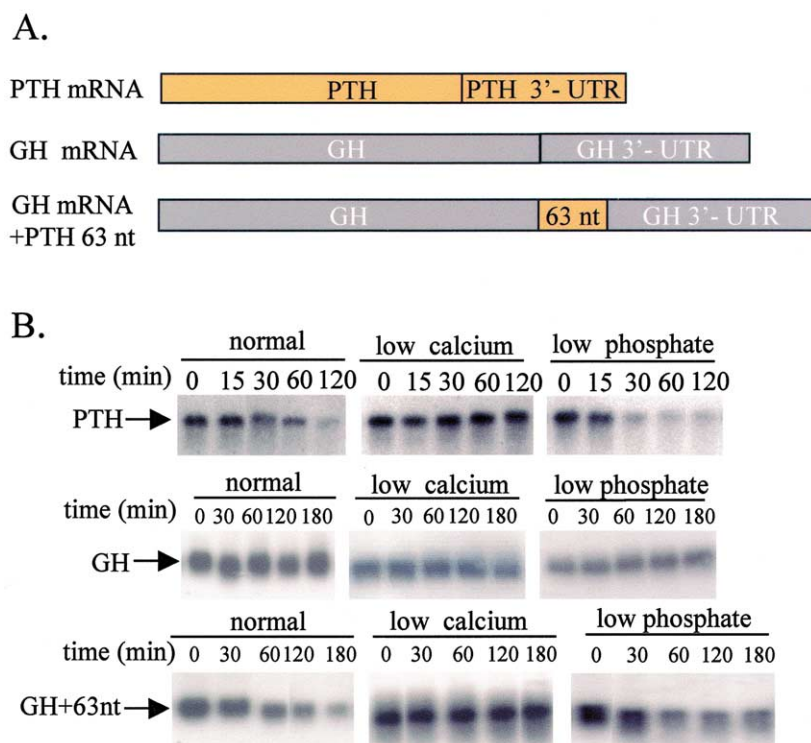 A.
PTH mRNA PTH PTH 3'- UTR
GH mRNA GH GH 3'- UTR
GH mRNA
+PTH 63 nt GH 63 nt GH 3'- UTR
B.
normal low calcium low phosphate
time (min) 0 15 30 60 120 0 15 30 60 120 0 15 30 60 120
PTH
normal low calcium low phosphate
time (min) 0 30 60 120 180 0 30 60 120 180 0 30 60 120 180
GH
normal low calcium low phosphate
time (min) 0 30 60 120 180 0 30 60 120 180 0 30 60 120 180
GH+63nt